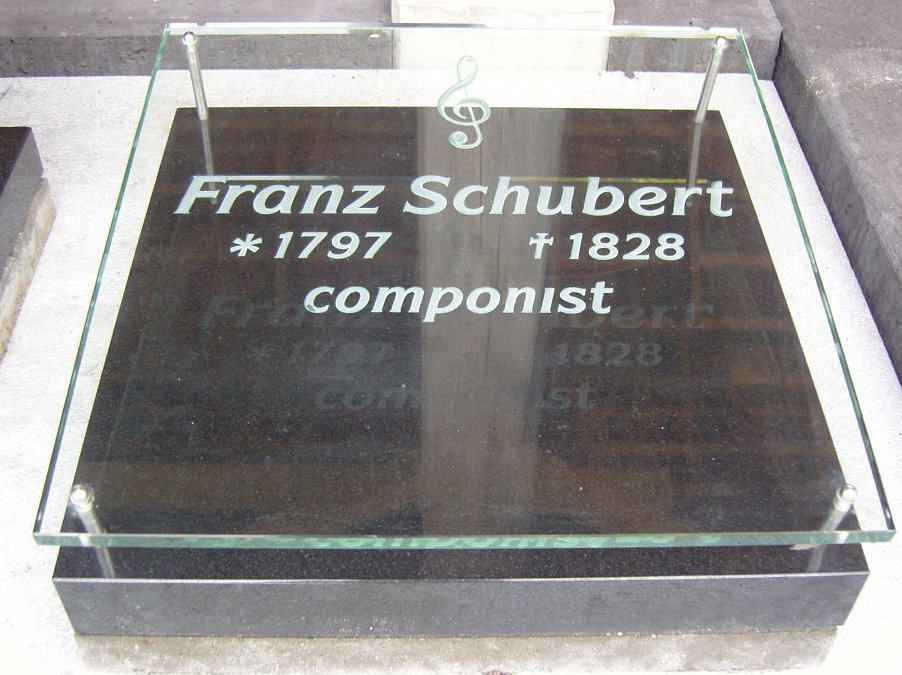 Franz Schubert
* 1797 † 1828
componist